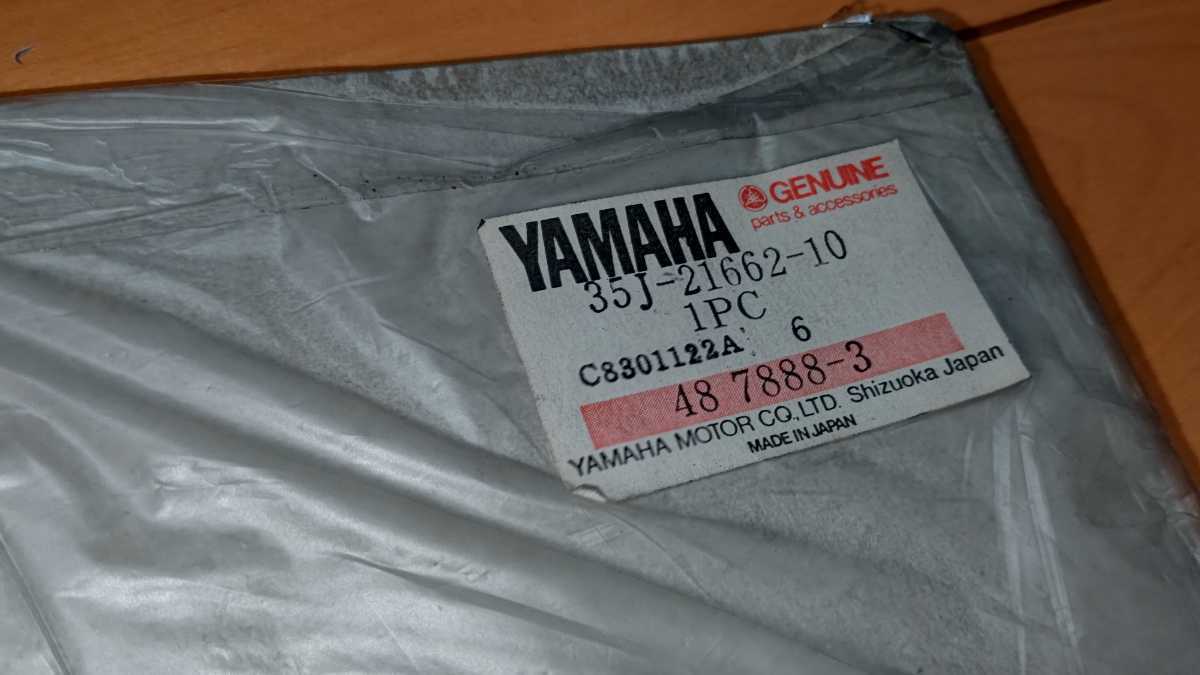 YAMAHA
GENUINE
parts & accessories
35J-21662-10
1PC
C8301122A 6
48 7888-3
YAMAHA MOTOR CO.,LTD. Shizuoka Japan
MADE IN JAPAN